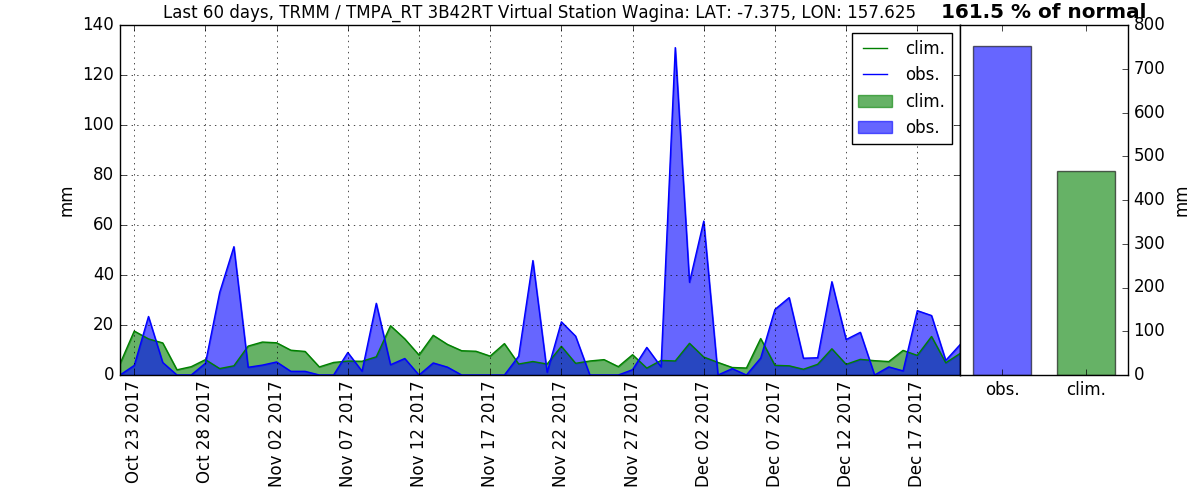 Last 60 days, TRMM / TMPA_RT 3B42RT Virtual Station Wagina: LAT: -7.375, LON: 157.625
161.5 % of normal
140
120
100
80
60
40
20
0
mm
clim.
obs.
clim.
obs.
800
700
600
500
400
300
200
100
0
mm
obs.
clim.
Oct 23 2017
Oct 28 2017
Nov 02 2017
Nov 07 2017
Nov 12 2017
Nov 17 2017
Nov 22 2017
Nov 27 2017
Dec 02 2017
Dec 07 2017
Dec 12 2017
Dec 17 2017